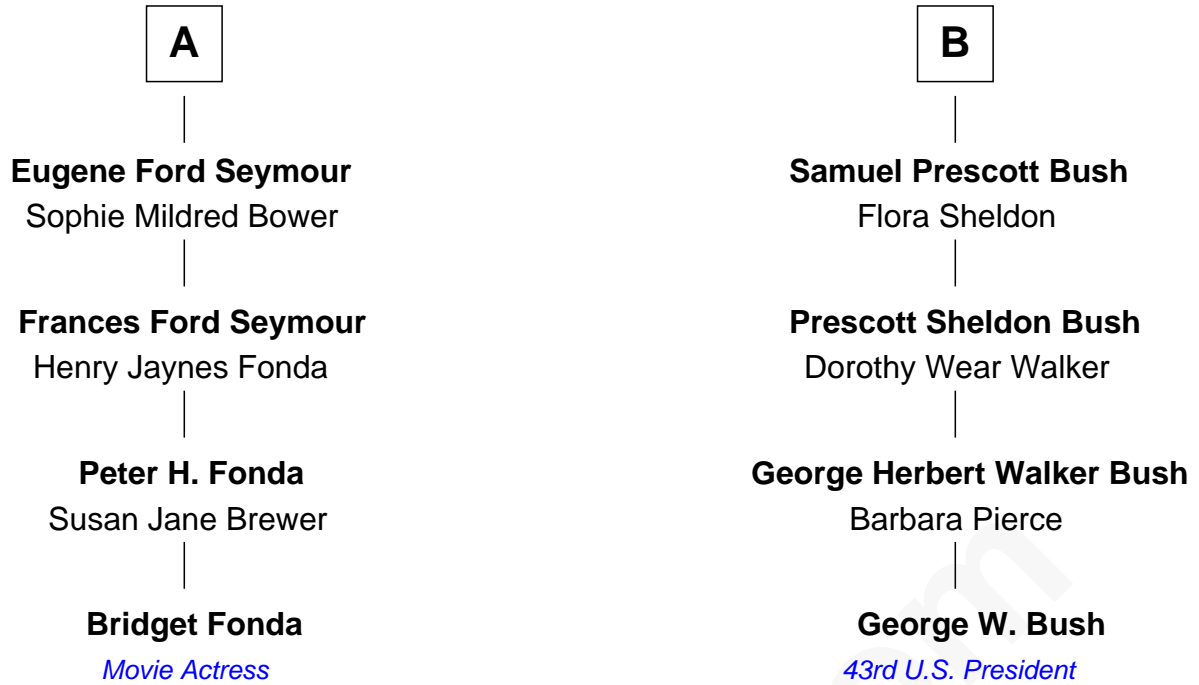 A
Eugene Ford Seymour
Sophie Mildred Bower
Frances Ford Seymour
Henry Jaynes Fonda
Peter H. Fonda
Susan Jane Brewer
Bridget Fonda
Movie Actress
B
Samuel Prescott Bush
Flora Sheldon
Prescott Sheldon Bush
Dorothy Wear Walker
George Herbert Walker Bush
Barbara Pierce
George W. Bush
43rd U.S. President